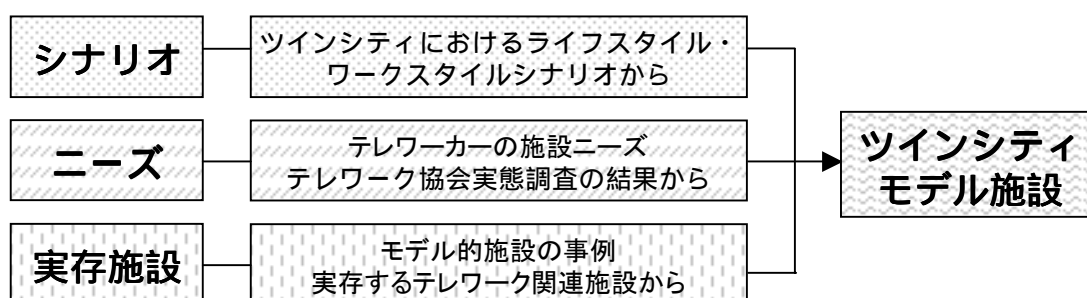 シナリオ
ツインシティにおけるライフスタイル・
ワークスタイルシナリオから
ニーズ
テレワーカーの施設ニーズ
テレワーク協会実態調査の結果から
実存施設
モデル的施設の事例
実存するテレワーク関連施設から
ツインシティ
モデル施設